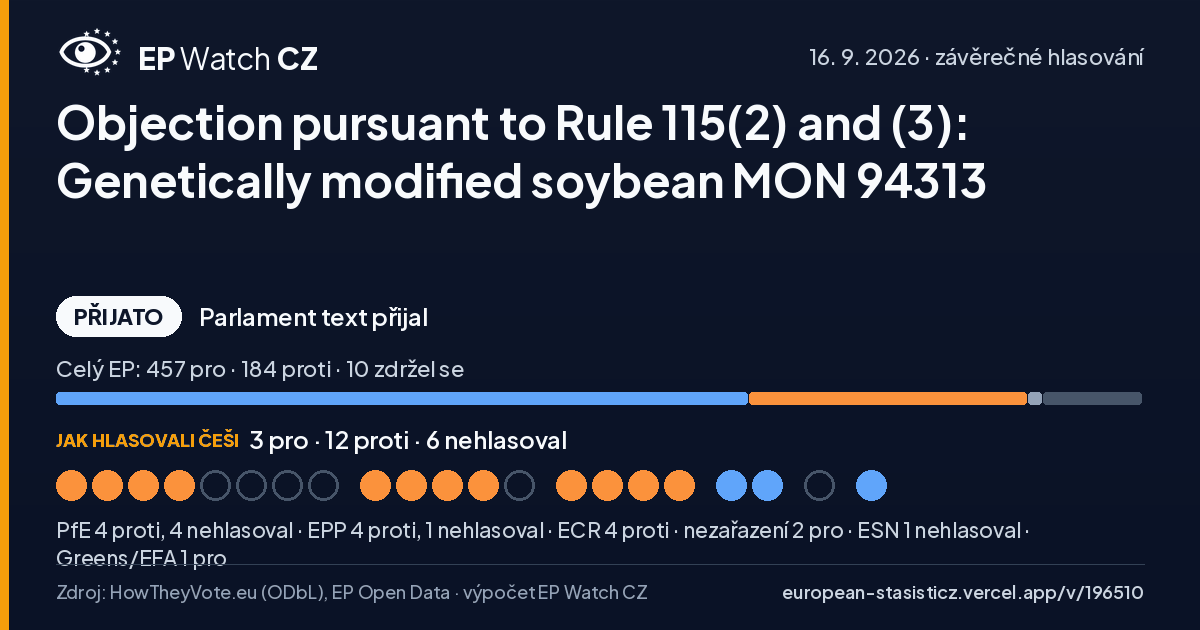 EP Watch CZ
16. 9. 2026 · závěrečné hlasování
Objection pursuant to Rule 115(2) and (3):
Genetically modified soybean MON 94313
PŘIJATO
Parlament text přijal
Celý EP: 457 pro · 184 proti · 10 zdržel se
JAK HLASOVALI ČEŠI 3 pro · 12 proti · 6 nehlasoval
PfE 4 proti, 4 nehlasoval · EPP 4 proti, 1 nehlasoval · ECR 4 proti · nezařazení 2 pro · ESN 1 nehlasoval ·
Greens/EFA 1 pro
Zdroj: HowTheyVote.eu (ODbL), EP Open Data · výpočet EP Watch CZ
european-stasisticz.vercel.app/v/196510